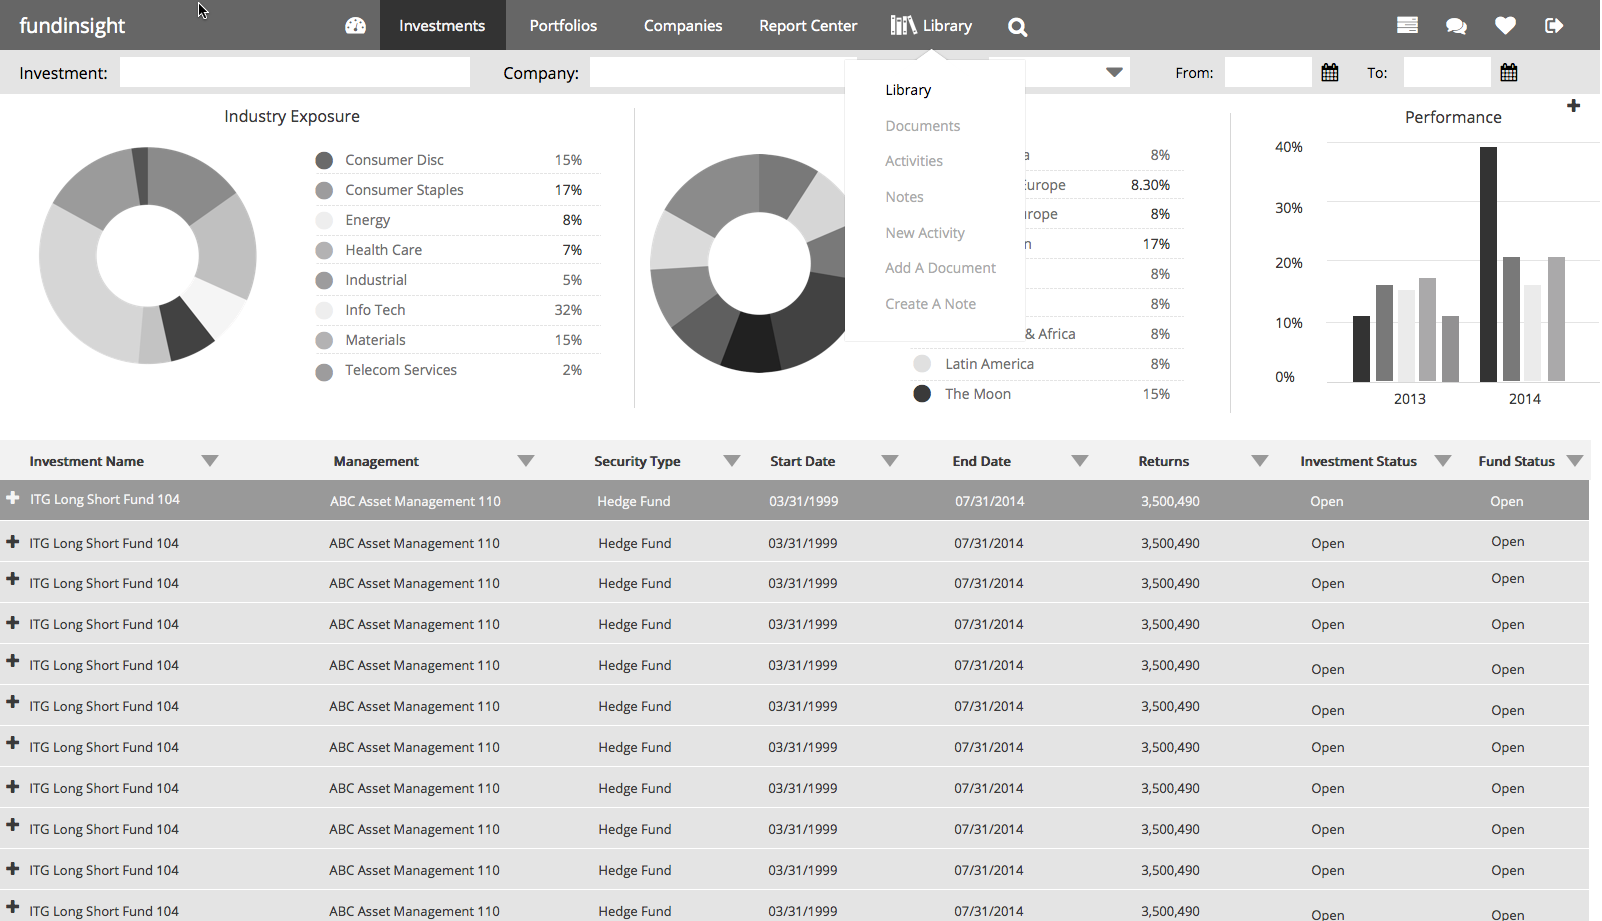 fundinsight
Investments
Portfolios
Companies
Report Center
Library
Investment:
Company:
From:
To:
Library
Documents
Activities
Notes
New Activity
Add A Document
Create A Note
Industry Exposure
Consumer Disc 15%
Consumer Staples 17%
Energy 8%
Health Care 7%
Industrial 5%
Info Tech 32%
Materials 15%
Telecom Services 2%
8%
Europe 8.30%
8%
17%
8%
8%
& Africa 8%
Latin America 8%
The Moon 15%
Performance
40%
30%
20%
10%
0%
2013 2014
Investment Name Management Security Type Start Date End Date Returns Investment Status Fund Status
ITG Long Short Fund 104 ABC Asset Management 110 Hedge Fund 03/31/1999 07/31/2014 3,500,490 Open Open
ITG Long Short Fund 104 ABC Asset Management 110 Hedge Fund 03/31/1999 07/31/2014 3,500,490 Open Open
ITG Long Short Fund 104 ABC Asset Management 110 Hedge Fund 03/31/1999 07/31/2014 3,500,490 Open Open
ITG Long Short Fund 104 ABC Asset Management 110 Hedge Fund 03/31/1999 07/31/2014 3,500,490 Open Open
ITG Long Short Fund 104 ABC Asset Management 110 Hedge Fund 03/31/1999 07/31/2014 3,500,490 Open Open
ITG Long Short Fund 104 ABC Asset Management 110 Hedge Fund 03/31/1999 07/31/2014 3,500,490 Open Open
ITG Long Short Fund 104 ABC Asset Management 110 Hedge Fund 03/31/1999 07/31/2014 3,500,490 Open Open
ITG Long Short Fund 104 ABC Asset Management 110 Hedge Fund 03/31/1999 07/31/2014 3,500,490 Open Open
ITG Long Short Fund 104 ABC Asset Management 110 Hedge Fund 03/31/1999 07/31/2014 3,500,490 Open Open
ITG Long Short Fund 104 ABC Asset Management 110 Hedge Fund 03/31/1999 07/31/2014 3,500,490 Open Open
ITG Long Short Fund 104 ABC Asset Management 110 Hedge Fund 03/31/1999 07/31/2014 3,500,490 Open Open